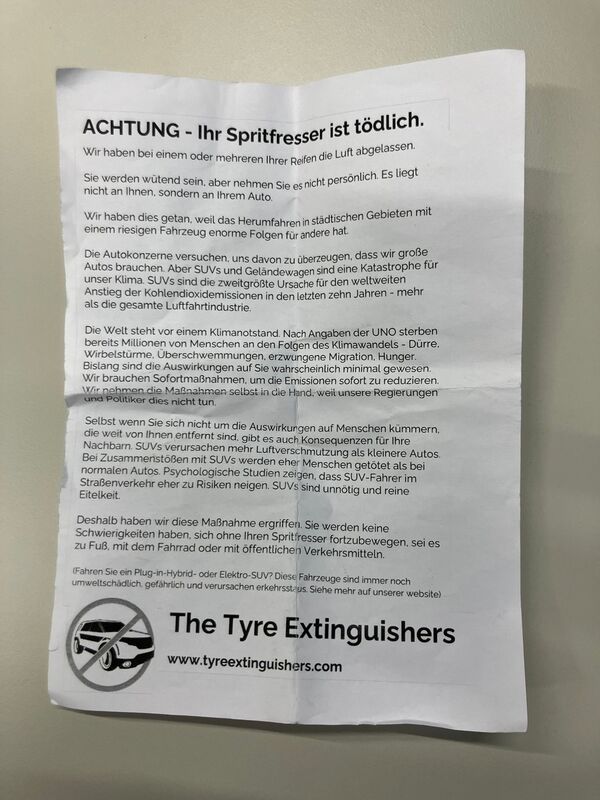 ACHTUNG - Ihr Spritfresser ist tödlich.
Wir haben bei einem oder mehreren Ihrer Reifen die Luft abgelassen.
Sie werden wütend sein, aber nehmen Sie es nicht persönlich. Es liegt
nicht an Ihnen, sondern an Ihrem Auto.
Wir haben dies getan, weil das Herumfahren in städtischen Gebieten mit
einem riesigen Fahrzeug enorme Folgen für andere hat.
Die Autokonzerne versuchen, uns davon zu überzeugen, dass wir große
Autos brauchen. Aber SUVs und Geländewagen sind eine Katastrophe für
unser Klima. SUVs sind die zweitgrößte Ursache für den weltweiten
Anstieg der Kohlendioxidemissionen in den letzten zehn Jahren - mehr
als die gesamte Luftfahrtindustrie.
Die Welt steht vor einem Klimanotstand. Nach Angaben der UNO sterben
bereits Millionen von Menschen an den Folgen des Klimawandels - Dürre,
Wirbelstürme, Überschwemmungen, erzwungene Migration, Hunger.
Bislang sind die Auswirkungen auf Sie wahrscheinlich minimal gewesen.
Wir brauchen Sofortmaßnahmen, um die Emissionen sofort zu reduzieren.
Wir nehmen die Maßnahmen selbst in die Hand, weil unsere Regierungen
und Politiker dies nicht tun.
Selbst wenn Sie sich nicht um die Auswirkungen auf Menschen kümmern,
die weit von Ihnen entfernt sind, gibt es auch Konsequenzen für Ihre
Nachbarn. SUVs verursachen mehr Luftverschmutzung als kleinere Autos.
Bei Zusammenstößen mit SUVs werden eher Menschen getötet als bei
normalen Autos. Psychologische Studien zeigen, dass SUV-Fahrer im
Straßenverkehr eher zu Risiken neigen. SUVs sind unnötig und reine
Eitelkeit.
Deshalb haben wir diese Maßnahme ergriffen. Sie werden keine
Schwierigkeiten haben, sich ohne Ihren Spritfresser fortzubewegen, sei es
zu Fuß, mit dem Fahrrad oder mit öffentlichen Verkehrsmitteln.
(Fahren Sie ein Plug-in-Hybrid- oder Elektro-SUV? Diese Fahrzeuge sind immer noch
umweltschädlich, gefährlich und verursachen erkehrsstaus. Siehe mehr auf unserer website)
The Tyre Extinguishers
www.tyreextinguishers.com